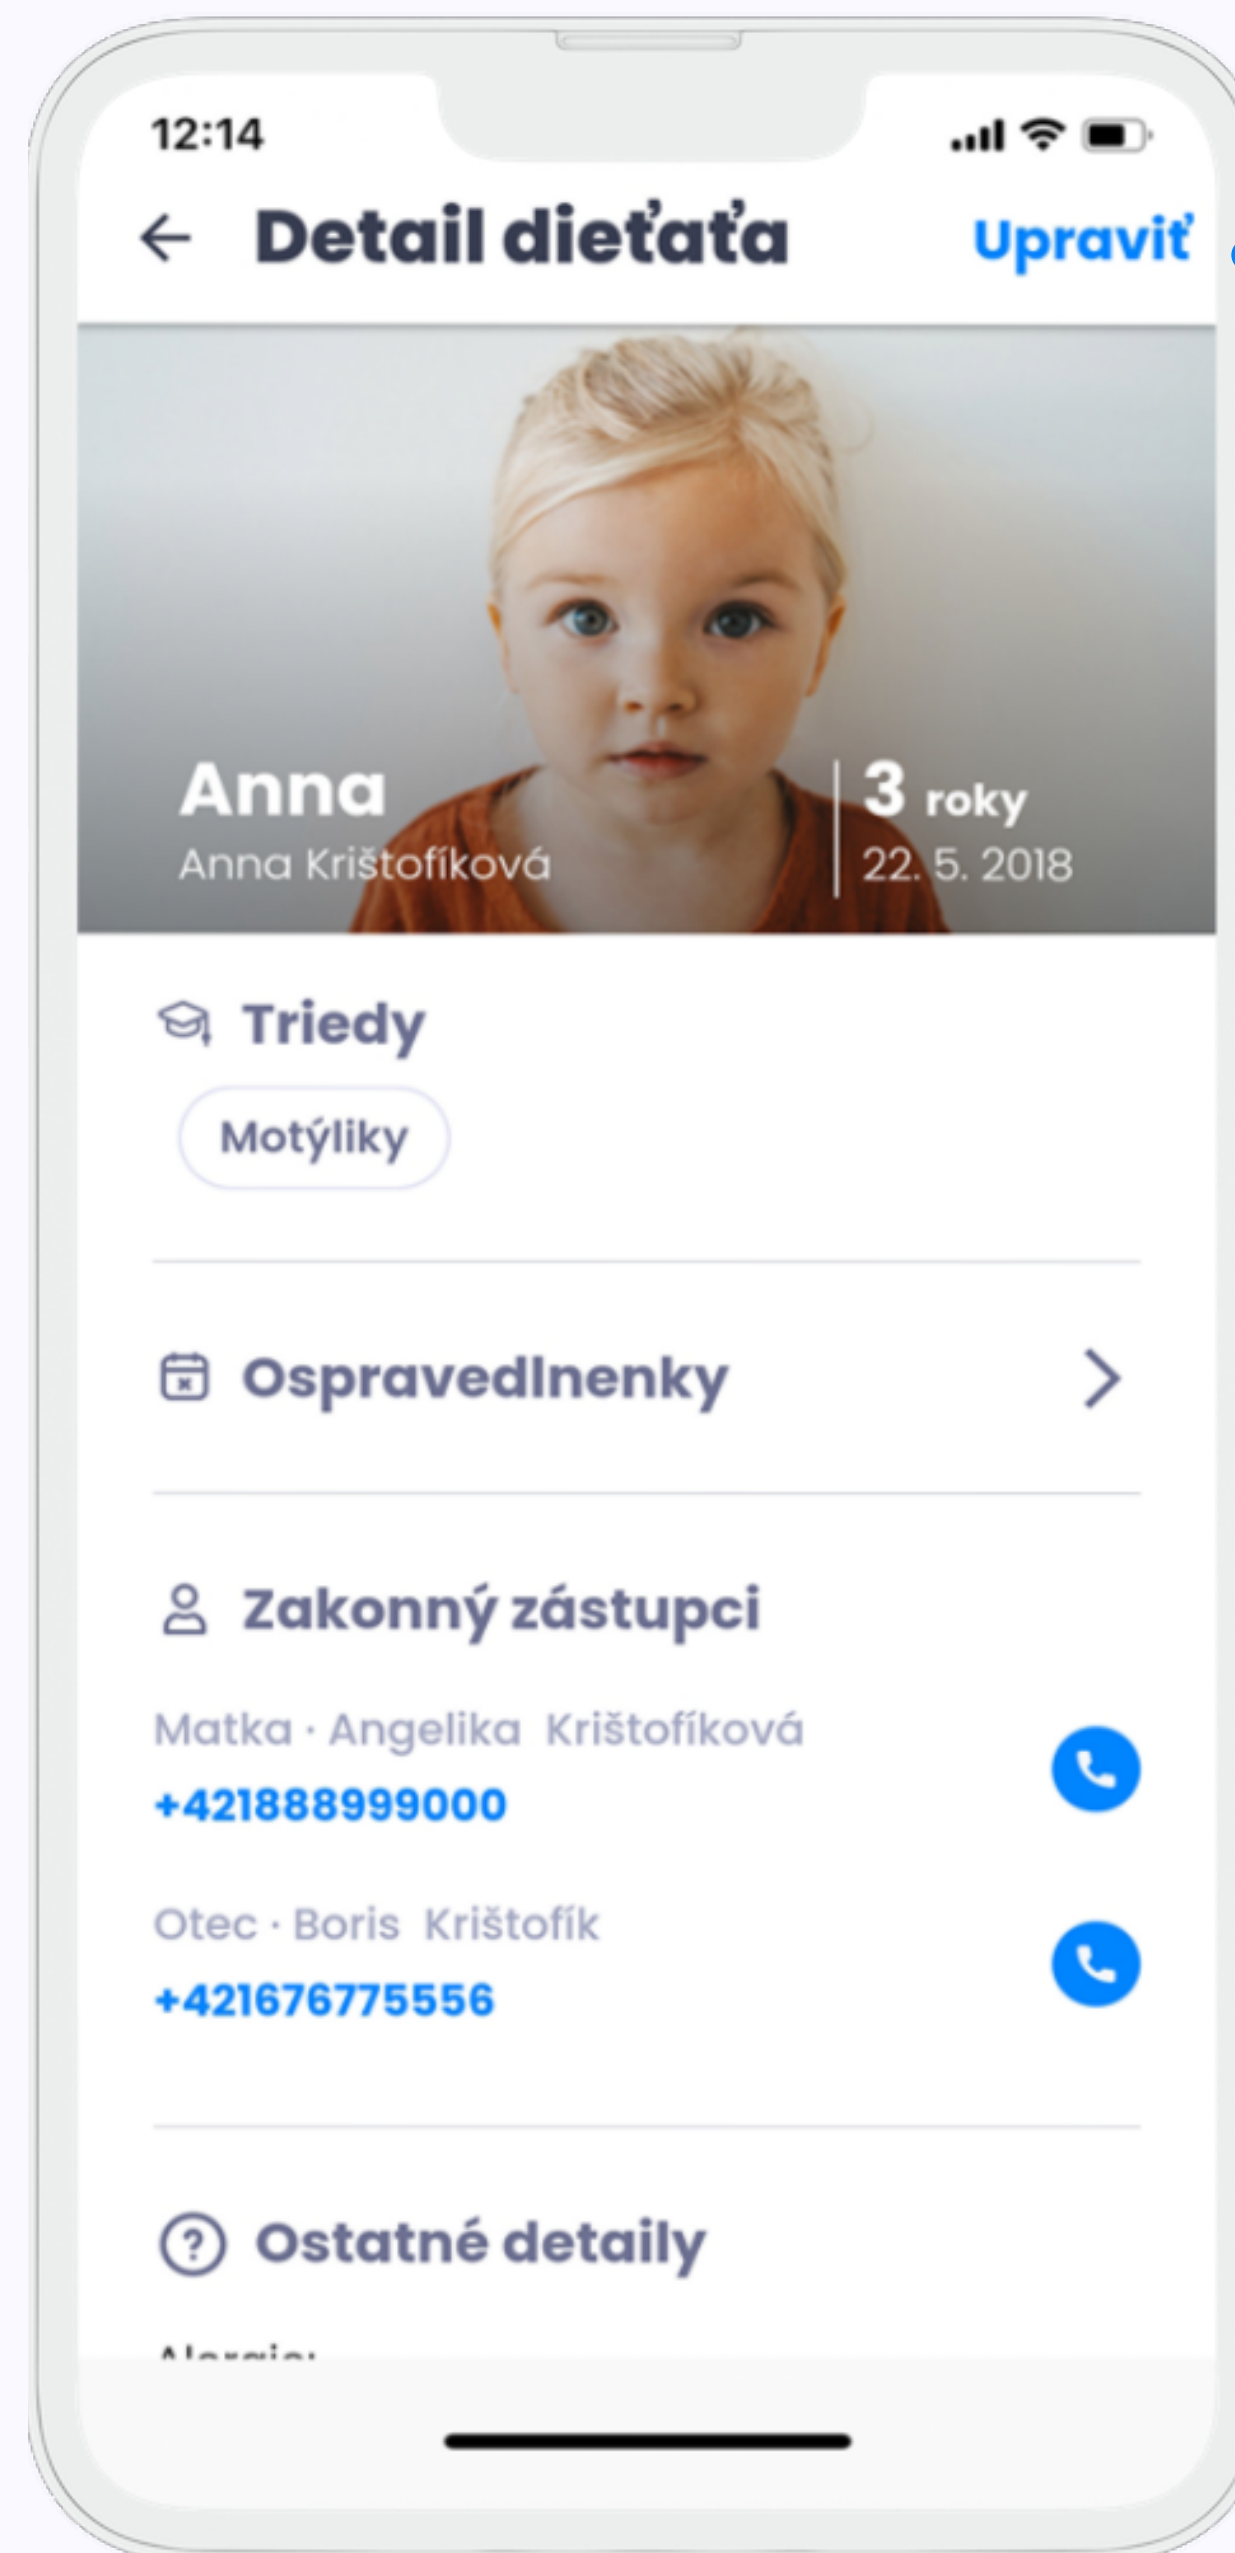 12:14
Detail dieťaťa
Upraviť
Anna
3 roky
Anna Krištofíková
22. 5. 2018
Triedy
Motýliky
Ospravedlnenky
Zakonný zástupci
Matka · Angelika Krištofíková
+421888999000
Otec · Boris Krištofík
+421676775556
Ostatné detaily